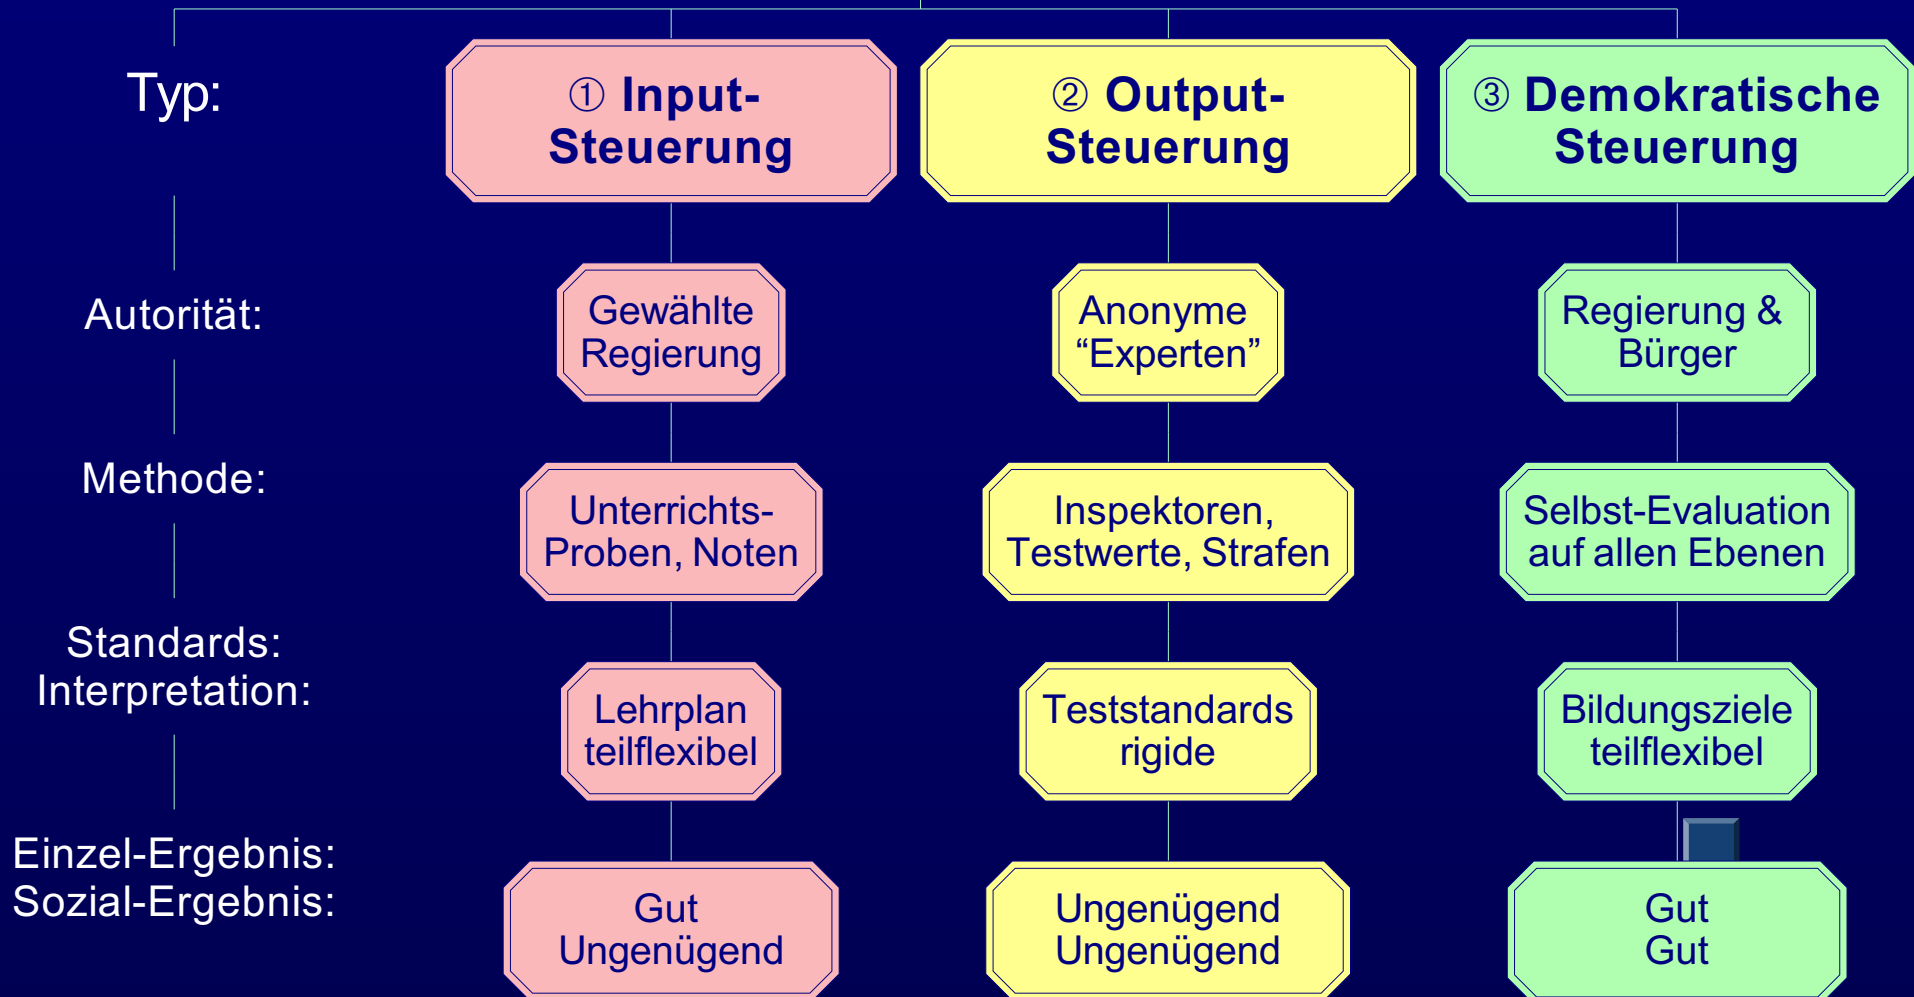 Typ:
① Input-
Steuerung
② Output-
Steuerung
③ Demokratische
Steuerung
Autorität:
Gewählte
Regierung
Anonyme
“Experten”
Regierung &
Bürger
Methode:
Unterrichts-
Proben, Noten
Inspektoren,
Testwerte, Strafen
Selbst-Evaluation
auf allen Ebenen
Standards:
Interpretation:
Lehrplan
teilflexibel
Teststandards
rigide
Bildungsziele
teilflexibel
Einzel-Ergebnis:
Sozial-Ergebnis:
Gut
Ungenügend
Ungenügend
Ungenügend
Gut
Gut